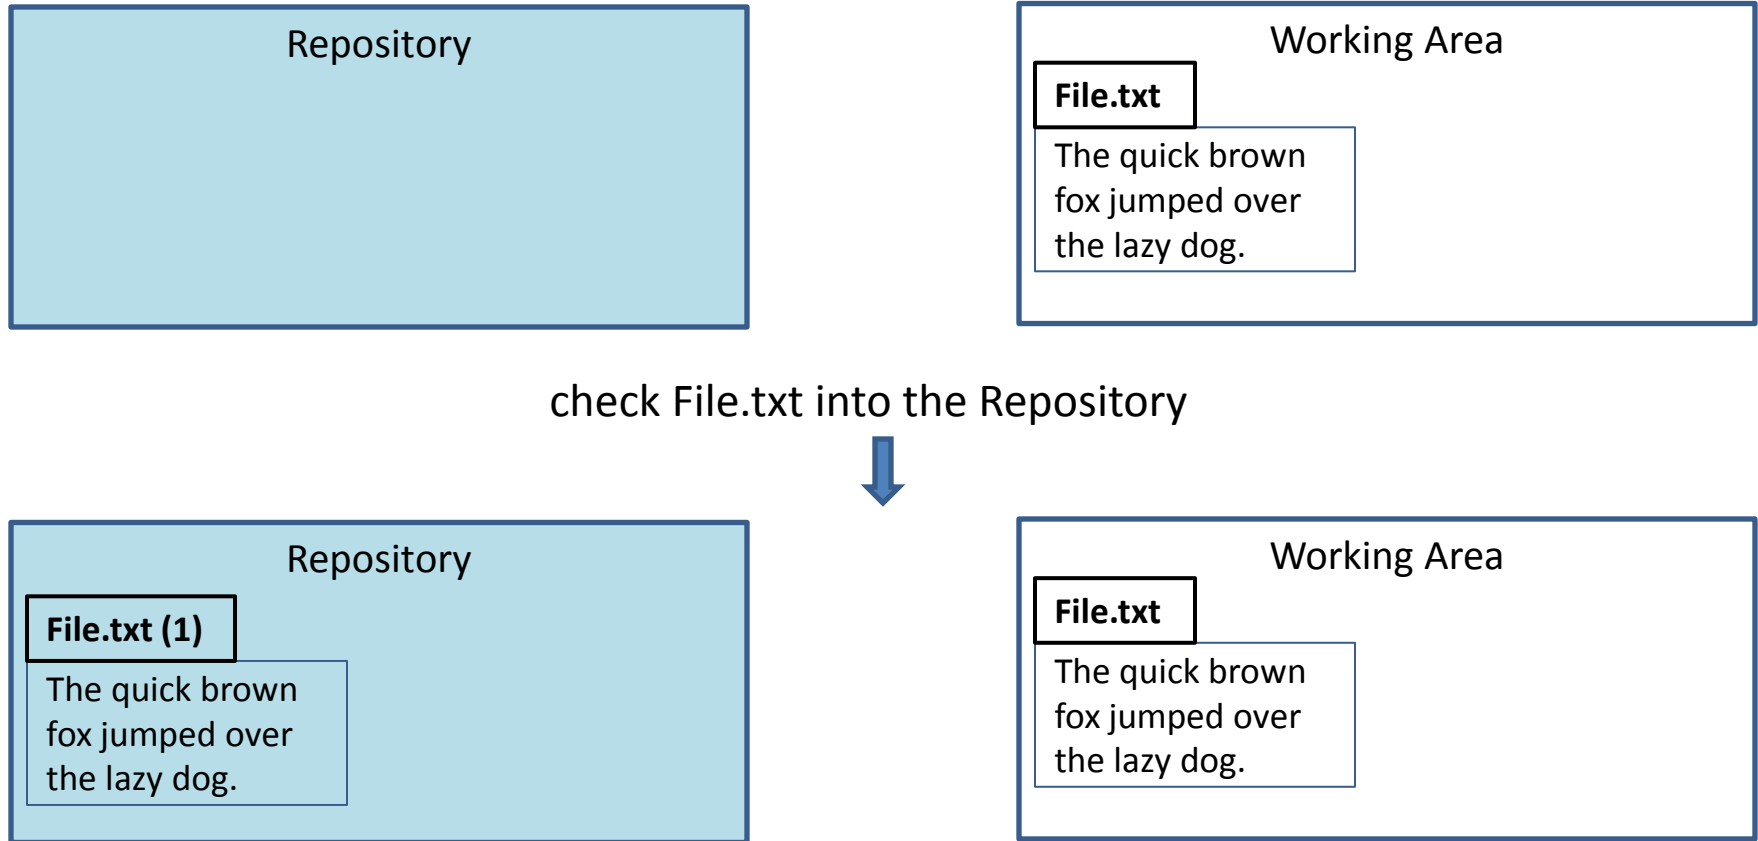 Repository
Working Area
File.txt
The quick brown
fox jumped over
the lazy dog.
check File.txt into the Repository
Repository
File.txt (1)
The quick brown
fox jumped over
the lazy dog.
Working Area
File.txt
The quick brown
fox jumped over
the lazy dog.